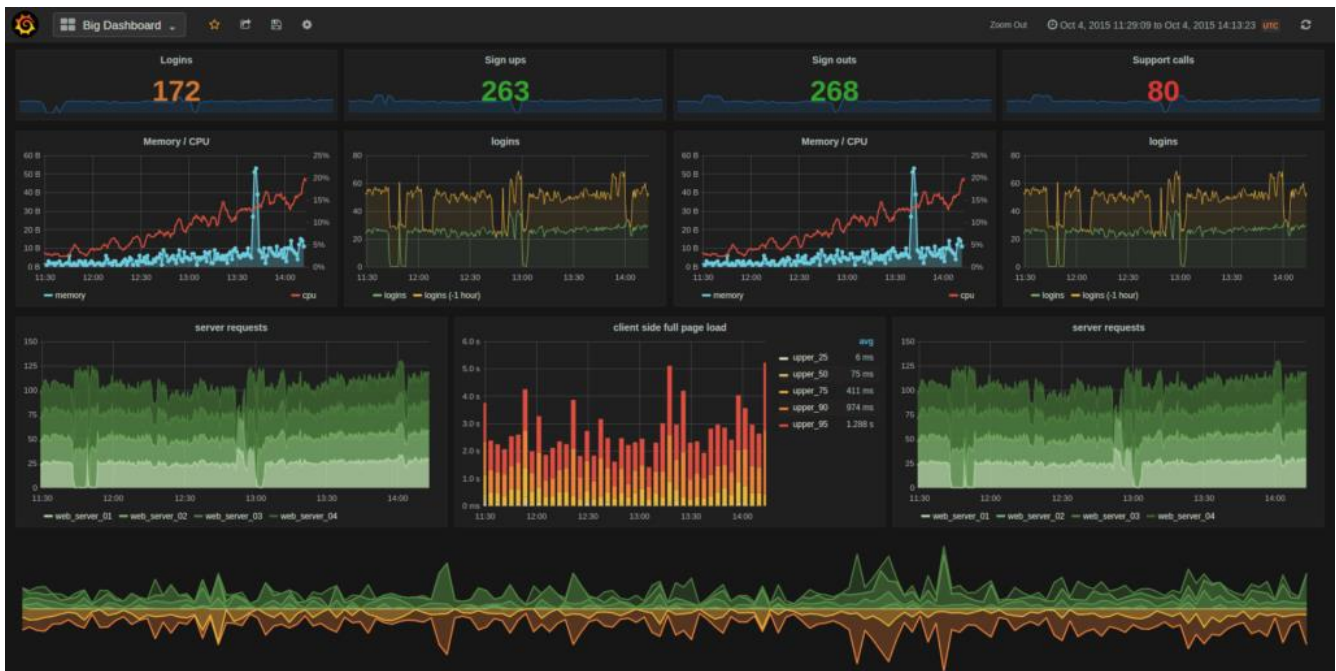 Big Dashboard
Zoom Out Oct 4, 2015 11:29:09 to Oct 4, 2015 14:13:23 UTC
Logins
172
Sign ups
263
Sign outs
268
Support calls
80
Memory / CPU
60 B
50 B
40 B
30 B
20 B
10 B
0 B
25%
20%
15%
10%
5%
0%
11:30 12:00 12:30 13:00 13:30 14:00
memory cpu
logins
80
60
40
20
0
11:30 12:00 12:30 13:00 13:30 14:00
logins logins (-1 hour)
Memory / CPU
60 B
50 B
40 B
30 B
20 B
10 B
0 B
25%
20%
15%
10%
5%
0%
11:30 12:00 12:30 13:00 13:30 14:00
memory cpu
logins
80
60
40
20
0
11:30 12:00 12:30 13:00 13:30 14:00
logins logins (-1 hour)
server requests
150
125
100
75
50
25
0
11:30 12:00 12:30 13:00 13:30 14:00
web_server_01 web_server_02 web_server_03 web_server_04
client side full page load
6.0 s
5.0 s
4.0 s
3.0 s
2.0 s
1.0 s
0 ms
11:30 12:00 12:30 13:00 13:30 14:00
avg
upper_25 6 ms
upper_50 75 ms
upper_75 411 ms
upper_90 974 ms
upper_95 1.288 s
server requests
150
125
100
75
50
25
0
11:30 12:00 12:30 13:00 13:30 14:00
web_server_01 web_server_02 web_server_03 web_server_04